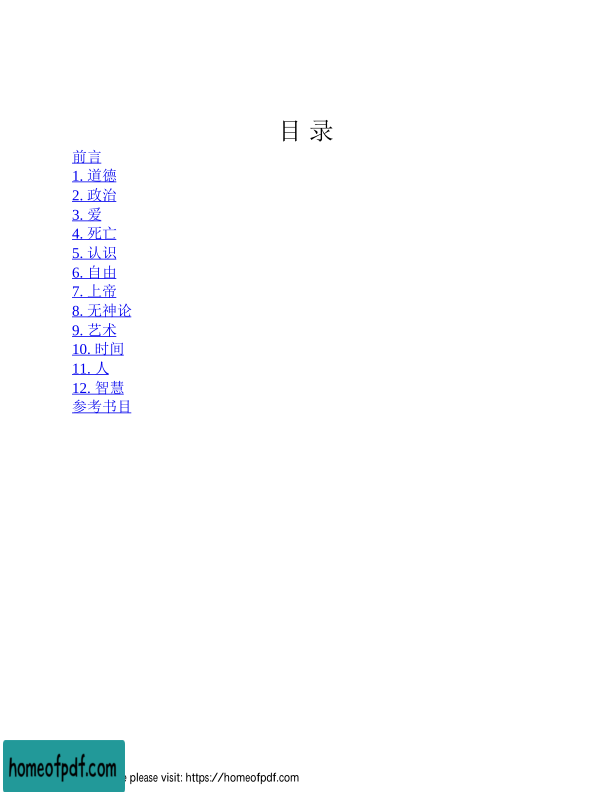 目 录
前言
1. 道德
2. 政治
3. 爱
4. 死亡
5. 认识
6. 自由
7. 上帝
8. 无神论
9. 艺术
10. 时间
11. 人
12. 智慧
参考书目
homeofpdf.com
please visit: https://homeofpdf.com